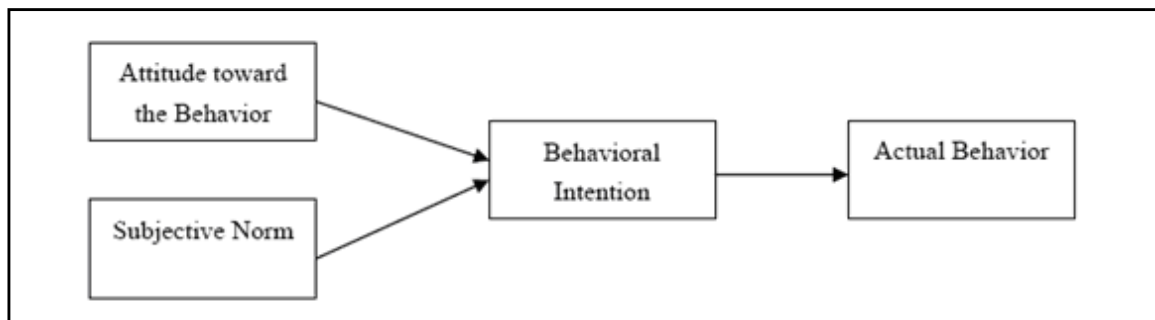 Attitude toward
the Behavior
Subjective Norm
Behavioral
Intention
Actual Behavior